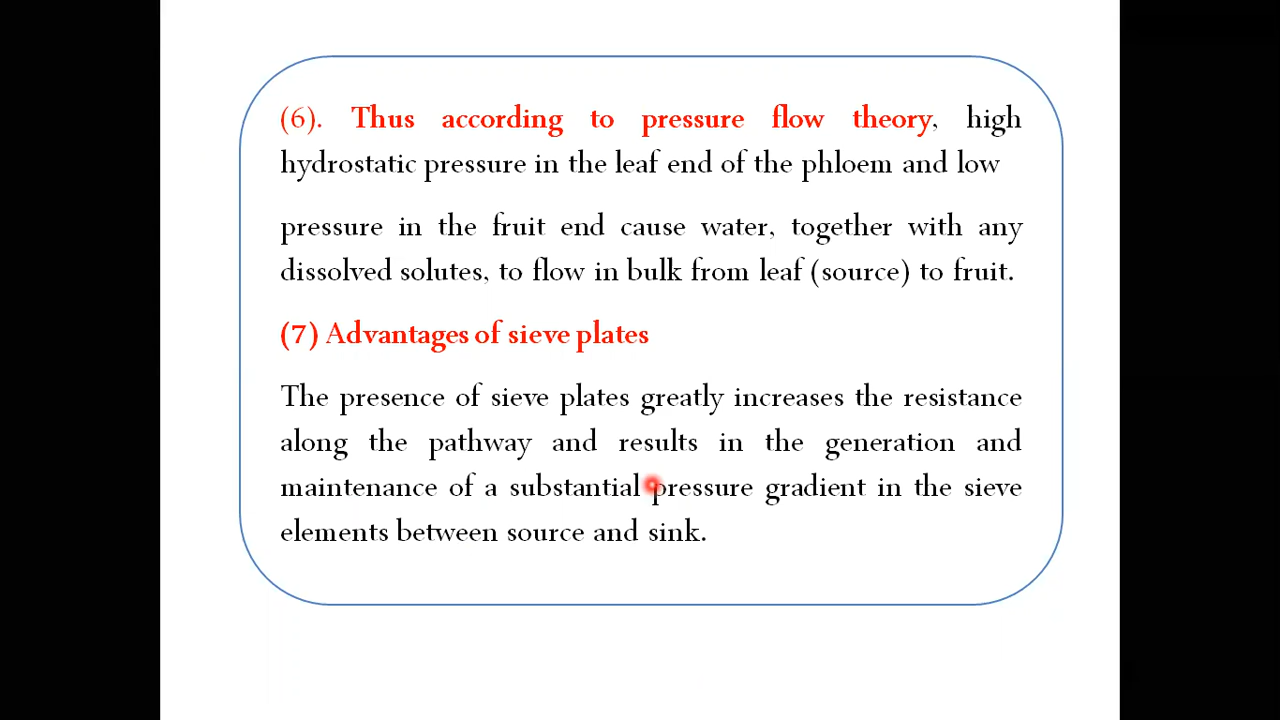 (6). Thus according to pressure flow theory, high
hydrostatic pressure in the leaf end of the phloem and low
pressure in the fruit end cause water, together with any
dissolved solutes, to flow in bulk from leaf (source) to fruit.
(7) Advantages of sieve plates
The presence of sieve plates greatly increases the resistance
along the pathway and results in the generation and
maintenance of a substantial pressure gradient in the sieve
elements between source and sink.